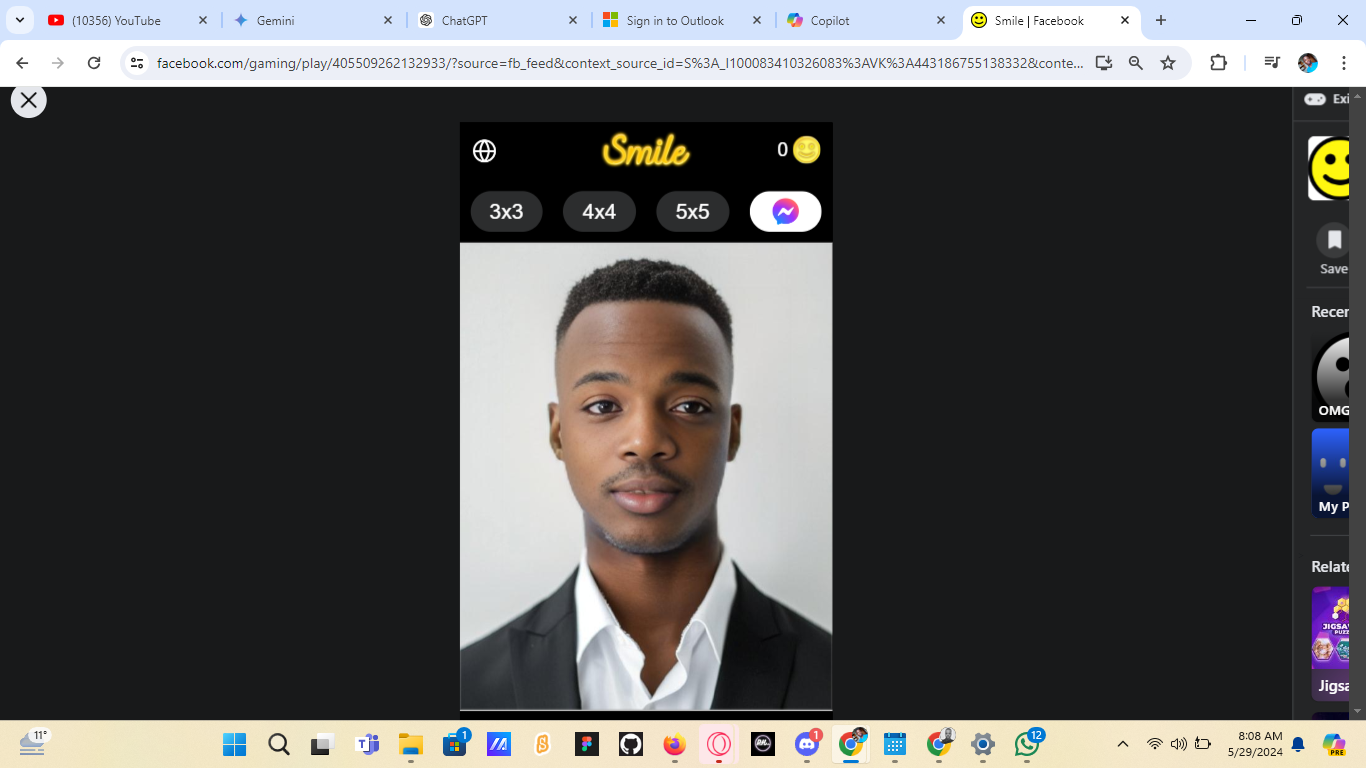 (10356) YouTube
Gemini
ChatGPT
Sign in to Outlook
Copilot
Smile | Facebook
facebook.com/gaming/play/405509262132933/?source=fb_feed&context_source_id=S%3A_I100083410326083%3AVK%3A443186755138332&conte...
Exi
Smile
0
3x3
4x4
5x5
Save
Recer
OMG
My P
Relate
JIGSA
PUZZ
Jigsa
11°
1
1
12
8:08 AM
5/29/2024
PRE